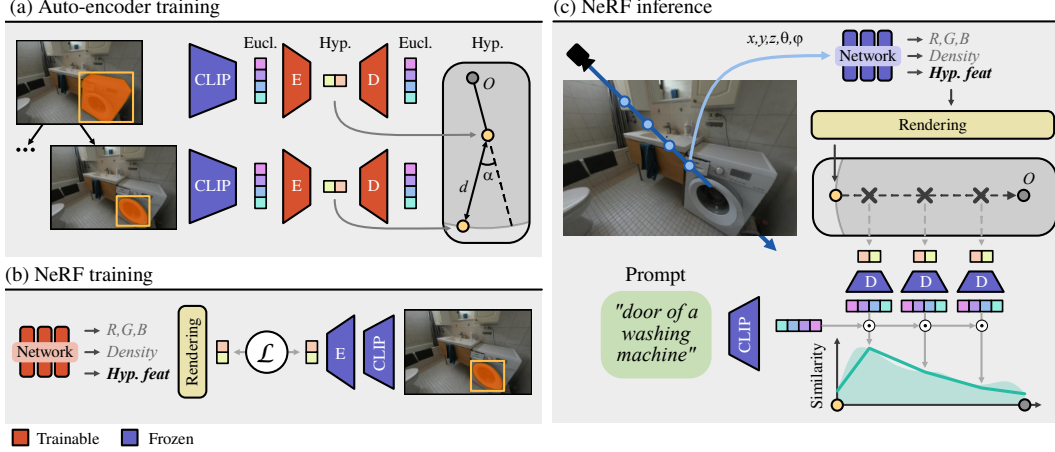 (a) Auto-encoder training
Eucl. Hyp. Eucl. Hyp.
CLIP E D
O
...
CLIP E D
d α
(b) NeRF training
Network
R,G,B
Density
Hyp. feat
Rendering
ℒ
E
CLIP
Trainable Frozen
(c) NeRF inference
x,y,z,θ,φ
Network
R,G,B
Density
Hyp. feat
Rendering
O
D D D
Prompt
"door of a
washing
machine"
CLIP
Similarity